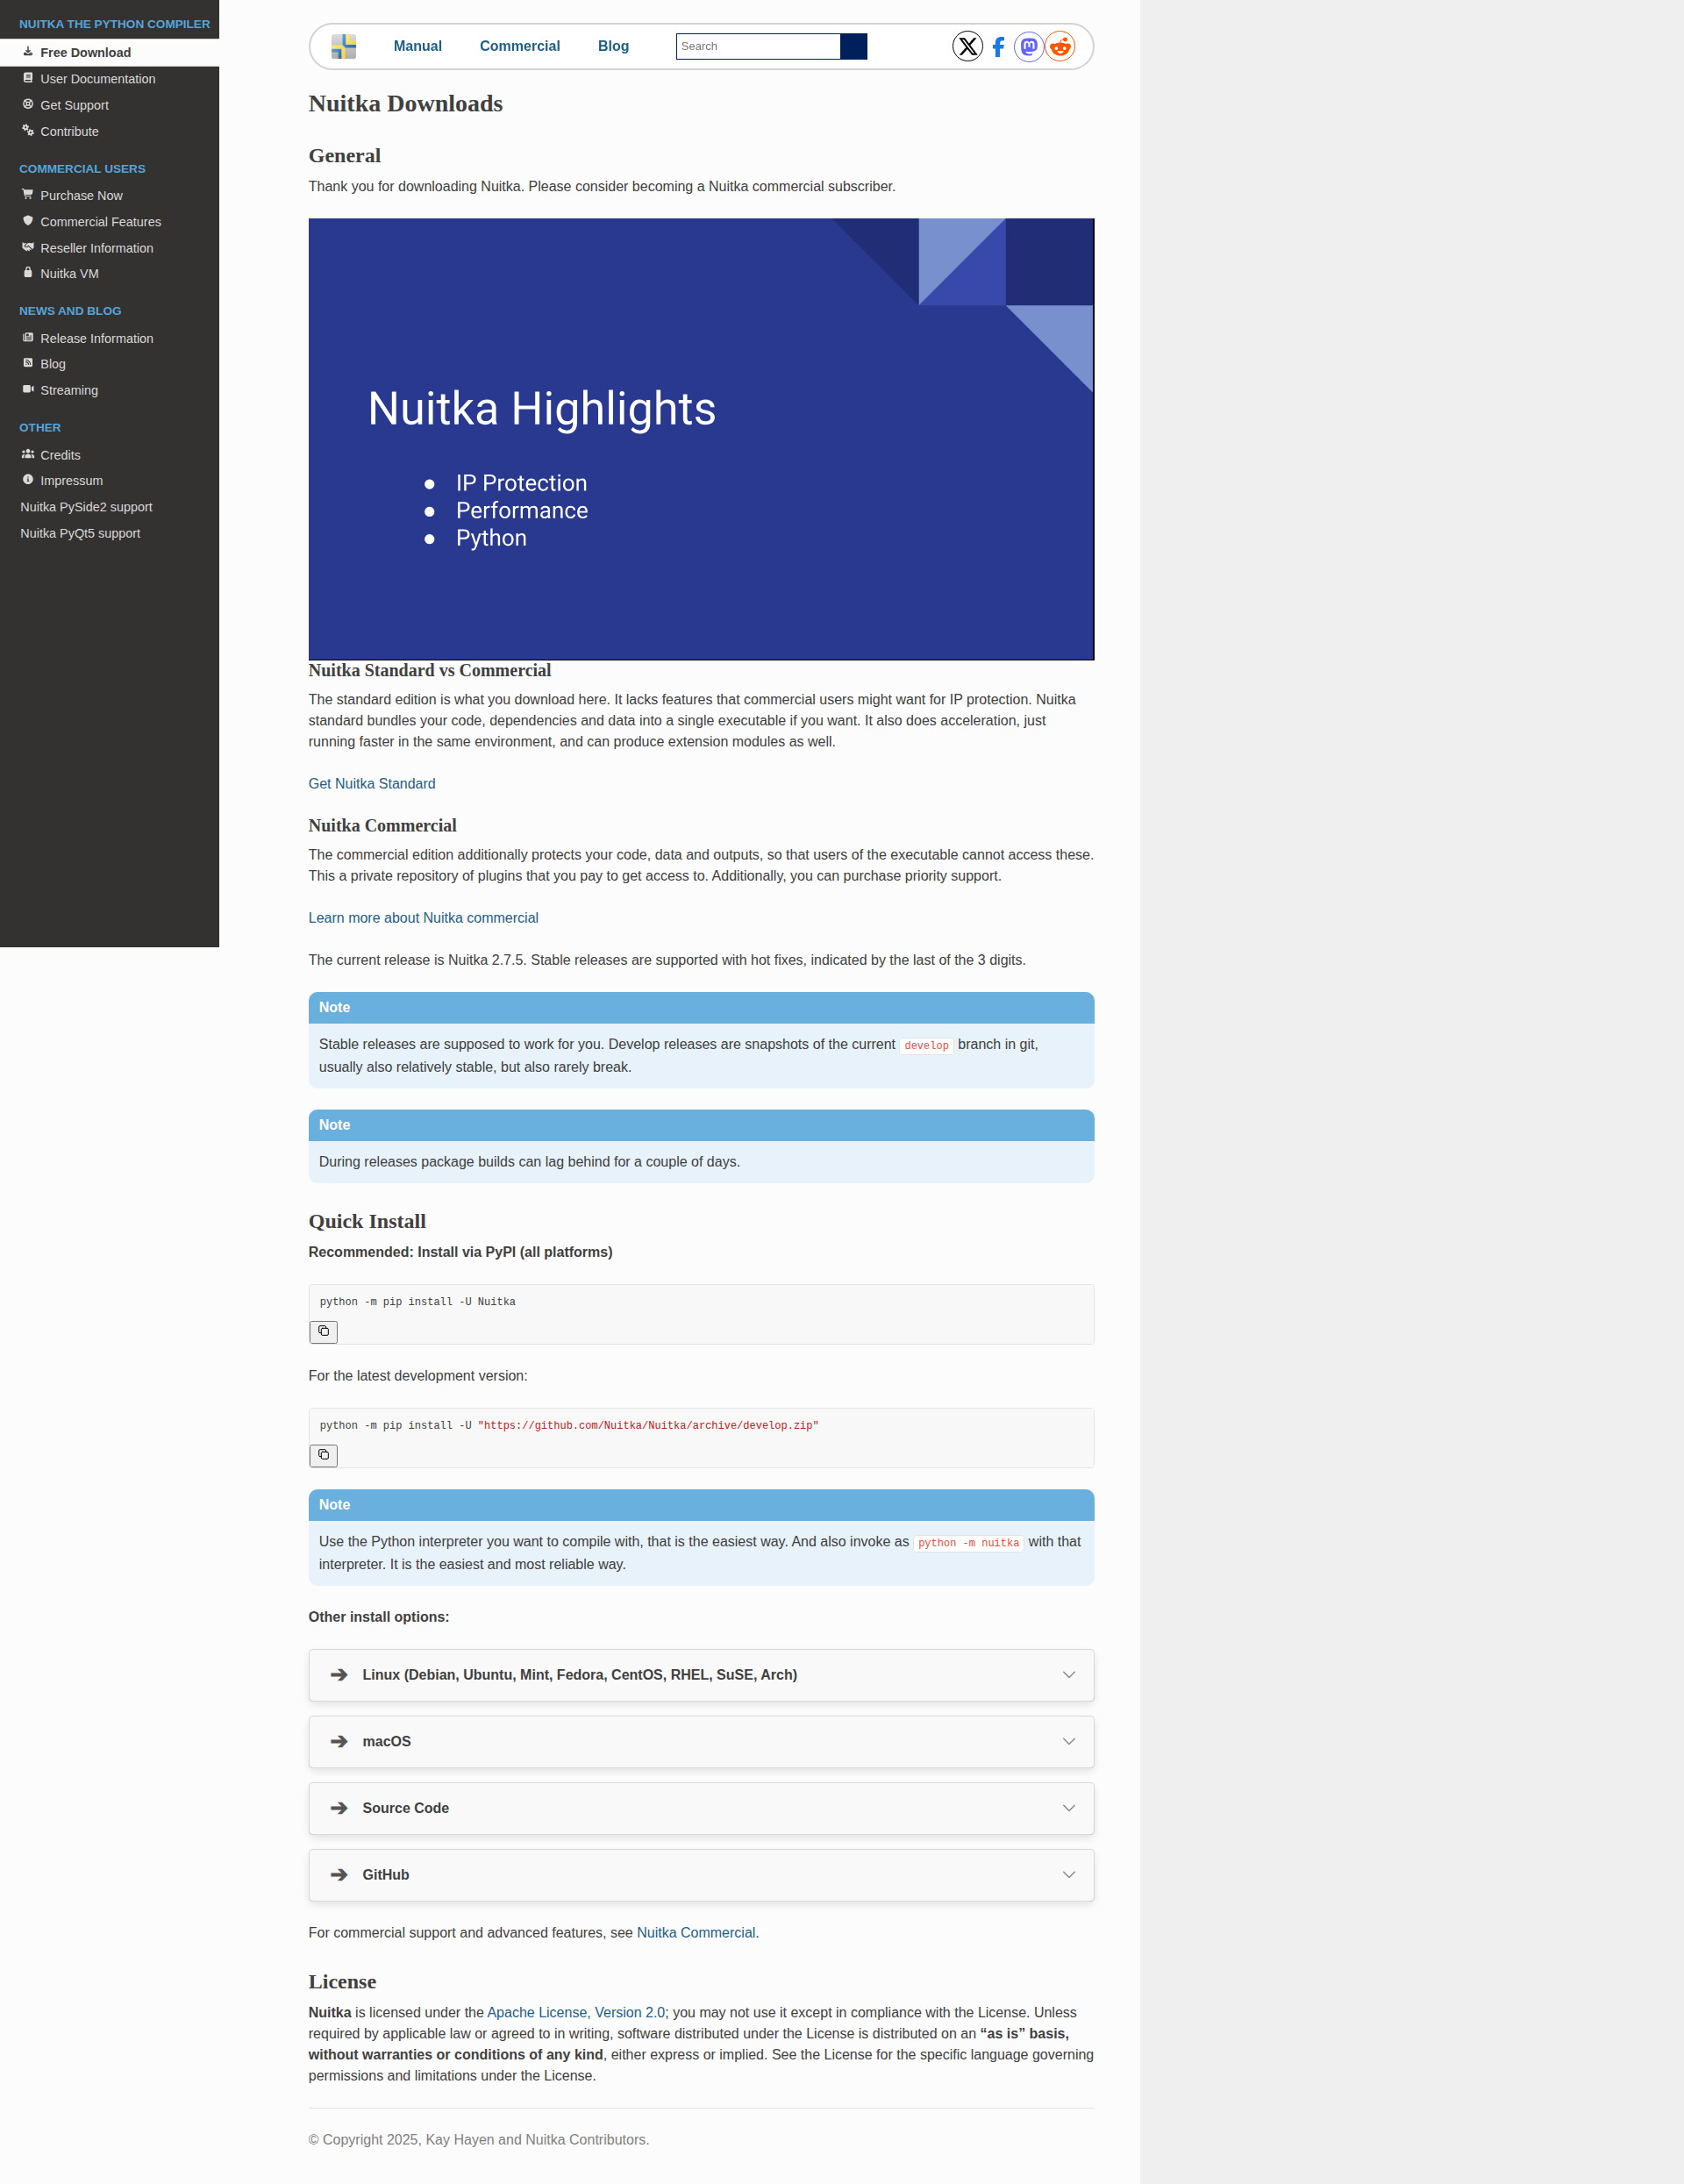 NUITKA THE PYTHON COMPILER
Free Download
User Documentation
Get Support
Contribute
COMMERCIAL USERS
Purchase Now
Commercial Features
Reseller Information
Nuitka VM
NEWS AND BLOG
Release Information
Blog
Streaming
OTHER
Credits
Impressum
Nuitka PySide2 support
Nuitka PyQt5 support
Manual
Commercial
Blog
Search
Nuitka Downloads
General
Thank you for downloading Nuitka. Please consider becoming a Nuitka commercial subscriber.
Nuitka Highlights
● IP Protection
● Performance
● Python
Nuitka Standard vs Commercial
The standard edition is what you download here. It lacks features that commercial users might want for IP protection. Nuitka
standard bundles your code, dependencies and data into a single executable if you want. It also does acceleration, just
running faster in the same environment, and can produce extension modules as well.
Get Nuitka Standard
Nuitka Commercial
The commercial edition additionally protects your code, data and outputs, so that users of the executable cannot access these.
This a private repository of plugins that you pay to get access to. Additionally, you can purchase priority support.
Learn more about Nuitka commercial
The current release is Nuitka 2.7.5. Stable releases are supported with hot fixes, indicated by the last of the 3 digits.
Note
Stable releases are supposed to work for you. Develop releases are snapshots of the current develop branch in git,
usually also relatively stable, but also rarely break.
Note
During releases package builds can lag behind for a couple of days.
Quick Install
Recommended: Install via PyPI (all platforms)
python -m pip install -U Nuitka
For the latest development version:
python -m pip install -U "https://github.com/Nuitka/Nuitka/archive/develop.zip"
Note
Use the Python interpreter you want to compile with, that is the easiest way. And also invoke as python -m nuitka with that
interpreter. It is the easiest and most reliable way.
Other install options:
➔ Linux (Debian, Ubuntu, Mint, Fedora, CentOS, RHEL, SuSE, Arch)
➔ macOS
➔ Source Code
➔ GitHub
For commercial support and advanced features, see Nuitka Commercial.
License
Nuitka is licensed under the Apache License, Version 2.0; you may not use it except in compliance with the License. Unless
required by applicable law or agreed to in writing, software distributed under the License is distributed on an “as is” basis,
without warranties or conditions of any kind, either express or implied. See the License for the specific language governing
permissions and limitations under the License.
© Copyright 2025, Kay Hayen and Nuitka Contributors.